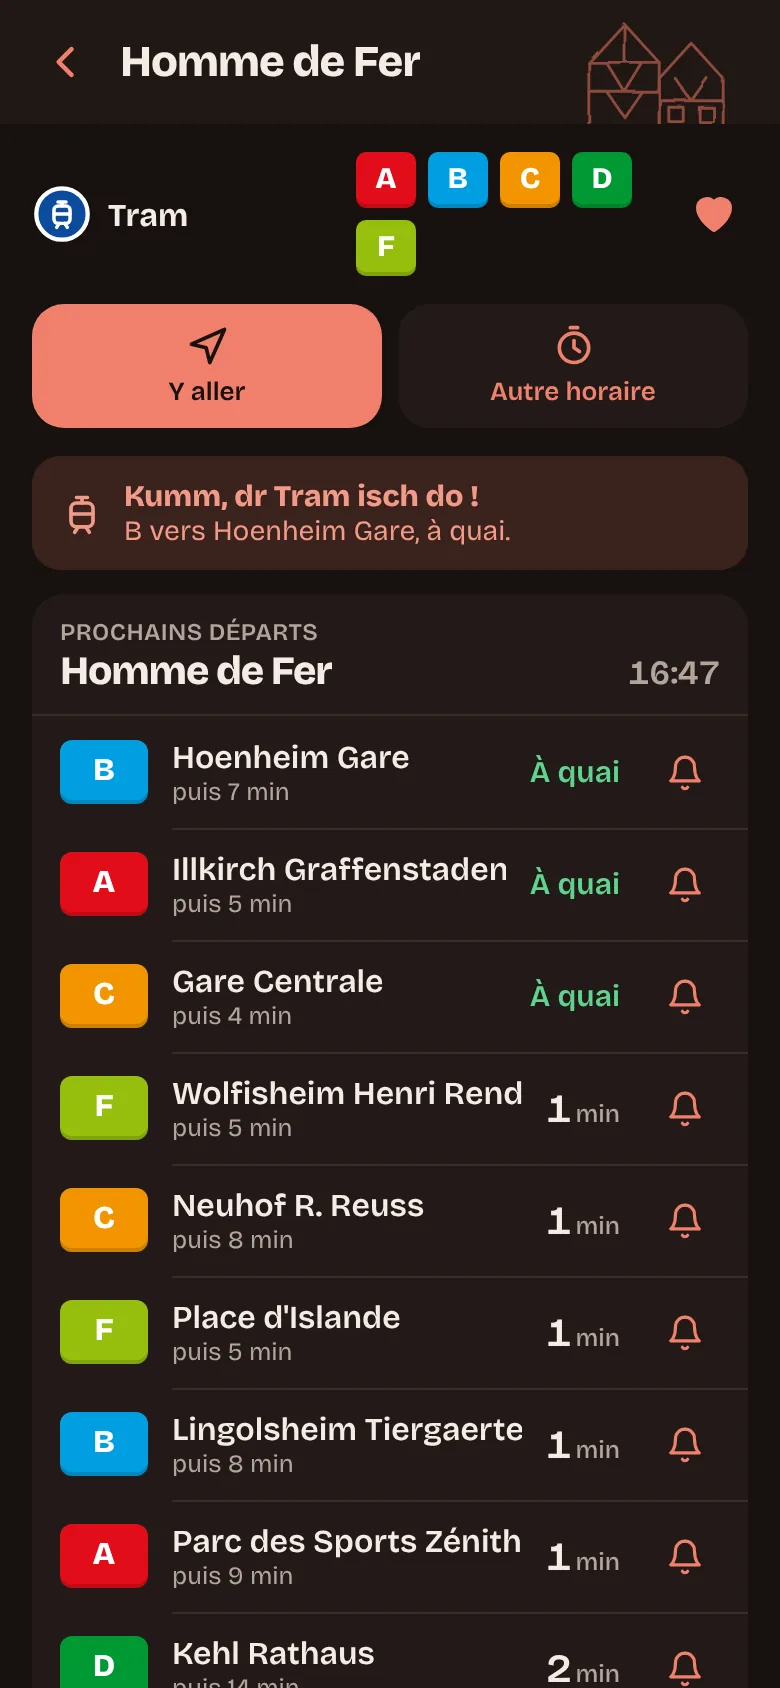 Homme de Fer
Tram
A B C D
F
Y aller
Autre horaire
Kumm, dr Tram isch do !
B vers Hoenheim Gare, à quai.
PROCHAINS DÉPARTS
Homme de Fer
16:47
B Hoenheim Gare À quai
puis 7 min
A Illkirch Graffenstaden À quai
puis 5 min
C Gare Centrale À quai
puis 4 min
F Wolfisheim Henri Rend 1 min
puis 5 min
C Neuhof R. Reuss 1 min
puis 8 min
F Place d'Islande 1 min
puis 5 min
B Lingolsheim Tiergaerte 1 min
puis 8 min
A Parc des Sports Zénith 1 min
puis 9 min
D Kehl Rathaus 2 min
puis 14 min